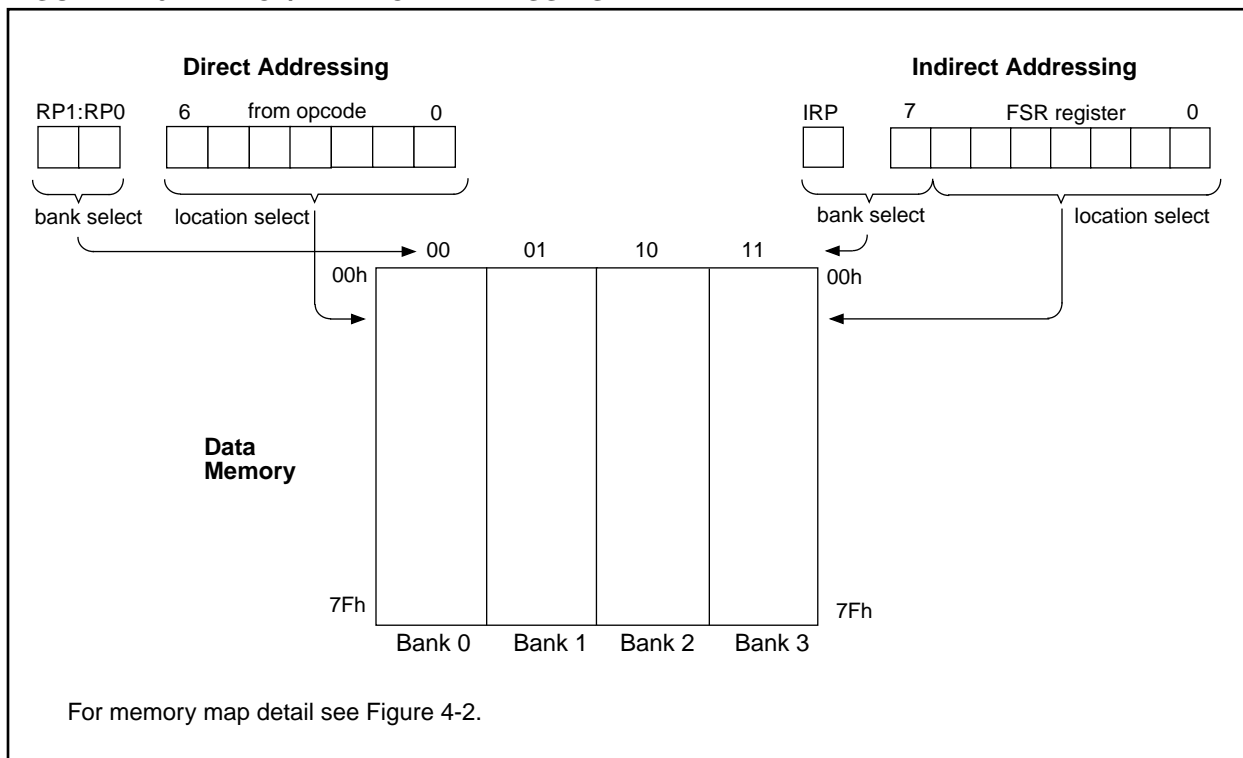 Direct Addressing
Indirect Addressing
RP1:RP0 6 from opcode 0
IRP 7 FSR register 0
bank select location select
bank select location select
00 01 10 11
00h 00h
Data
Memory
7Fh 7Fh
Bank 0 Bank 1 Bank 2 Bank 3
For memory map detail see Figure 4-2.